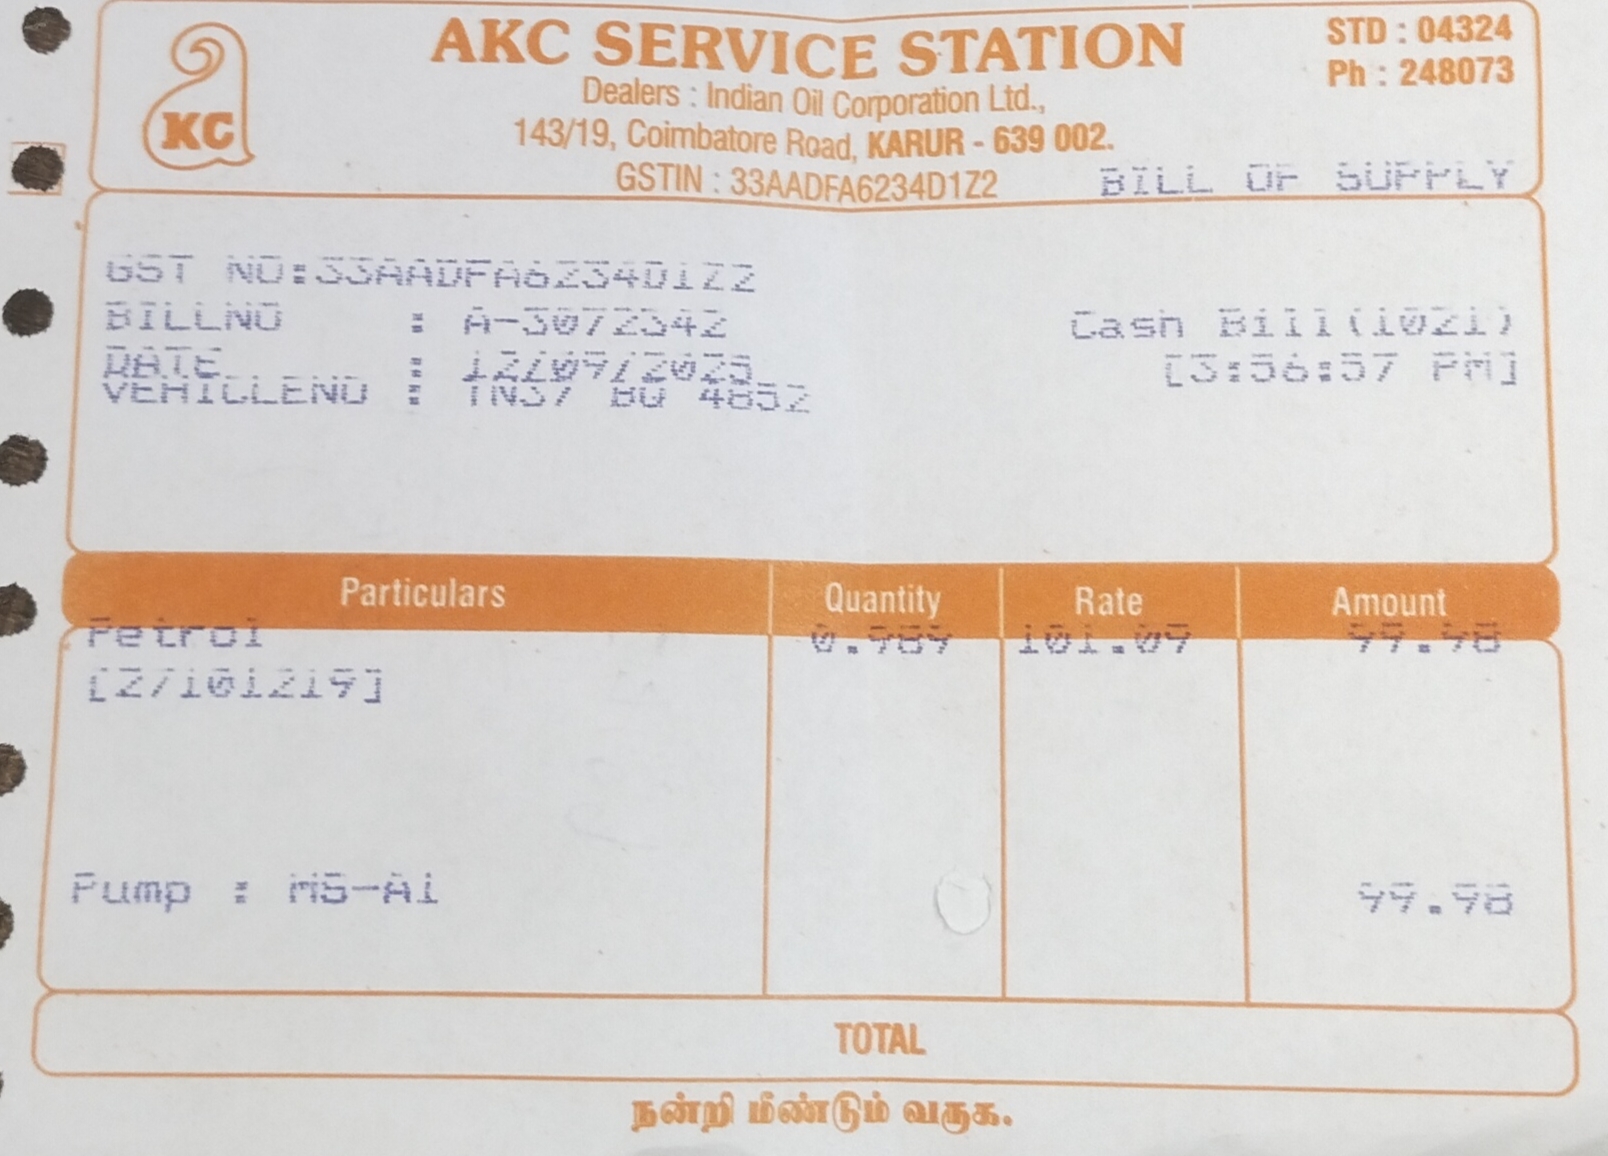 KC
AKC SERVICE STATION
STD : 04324
Ph : 248073
Dealers : Indian Oil Corporation Ltd.,
143/19, Coimbatore Road, KARUR - 639 002.
GSTIN : 33AADFA6234D1Z2
BILL OF SUPPLY
GST NO:33AADFA6234D1Z2
BILLNO : A-3072342
Cash Bill(1021)
DATE : 12/09/2025
[3:56:57 PM]
VEHICLENO : TN37 BQ 4852
Particulars Quantity Rate Amount
Petrol 0.989 101.09 99.98
[27101219]
Pump : MS-A1 99.98
TOTAL
நன்றி மீண்டும் வருக.